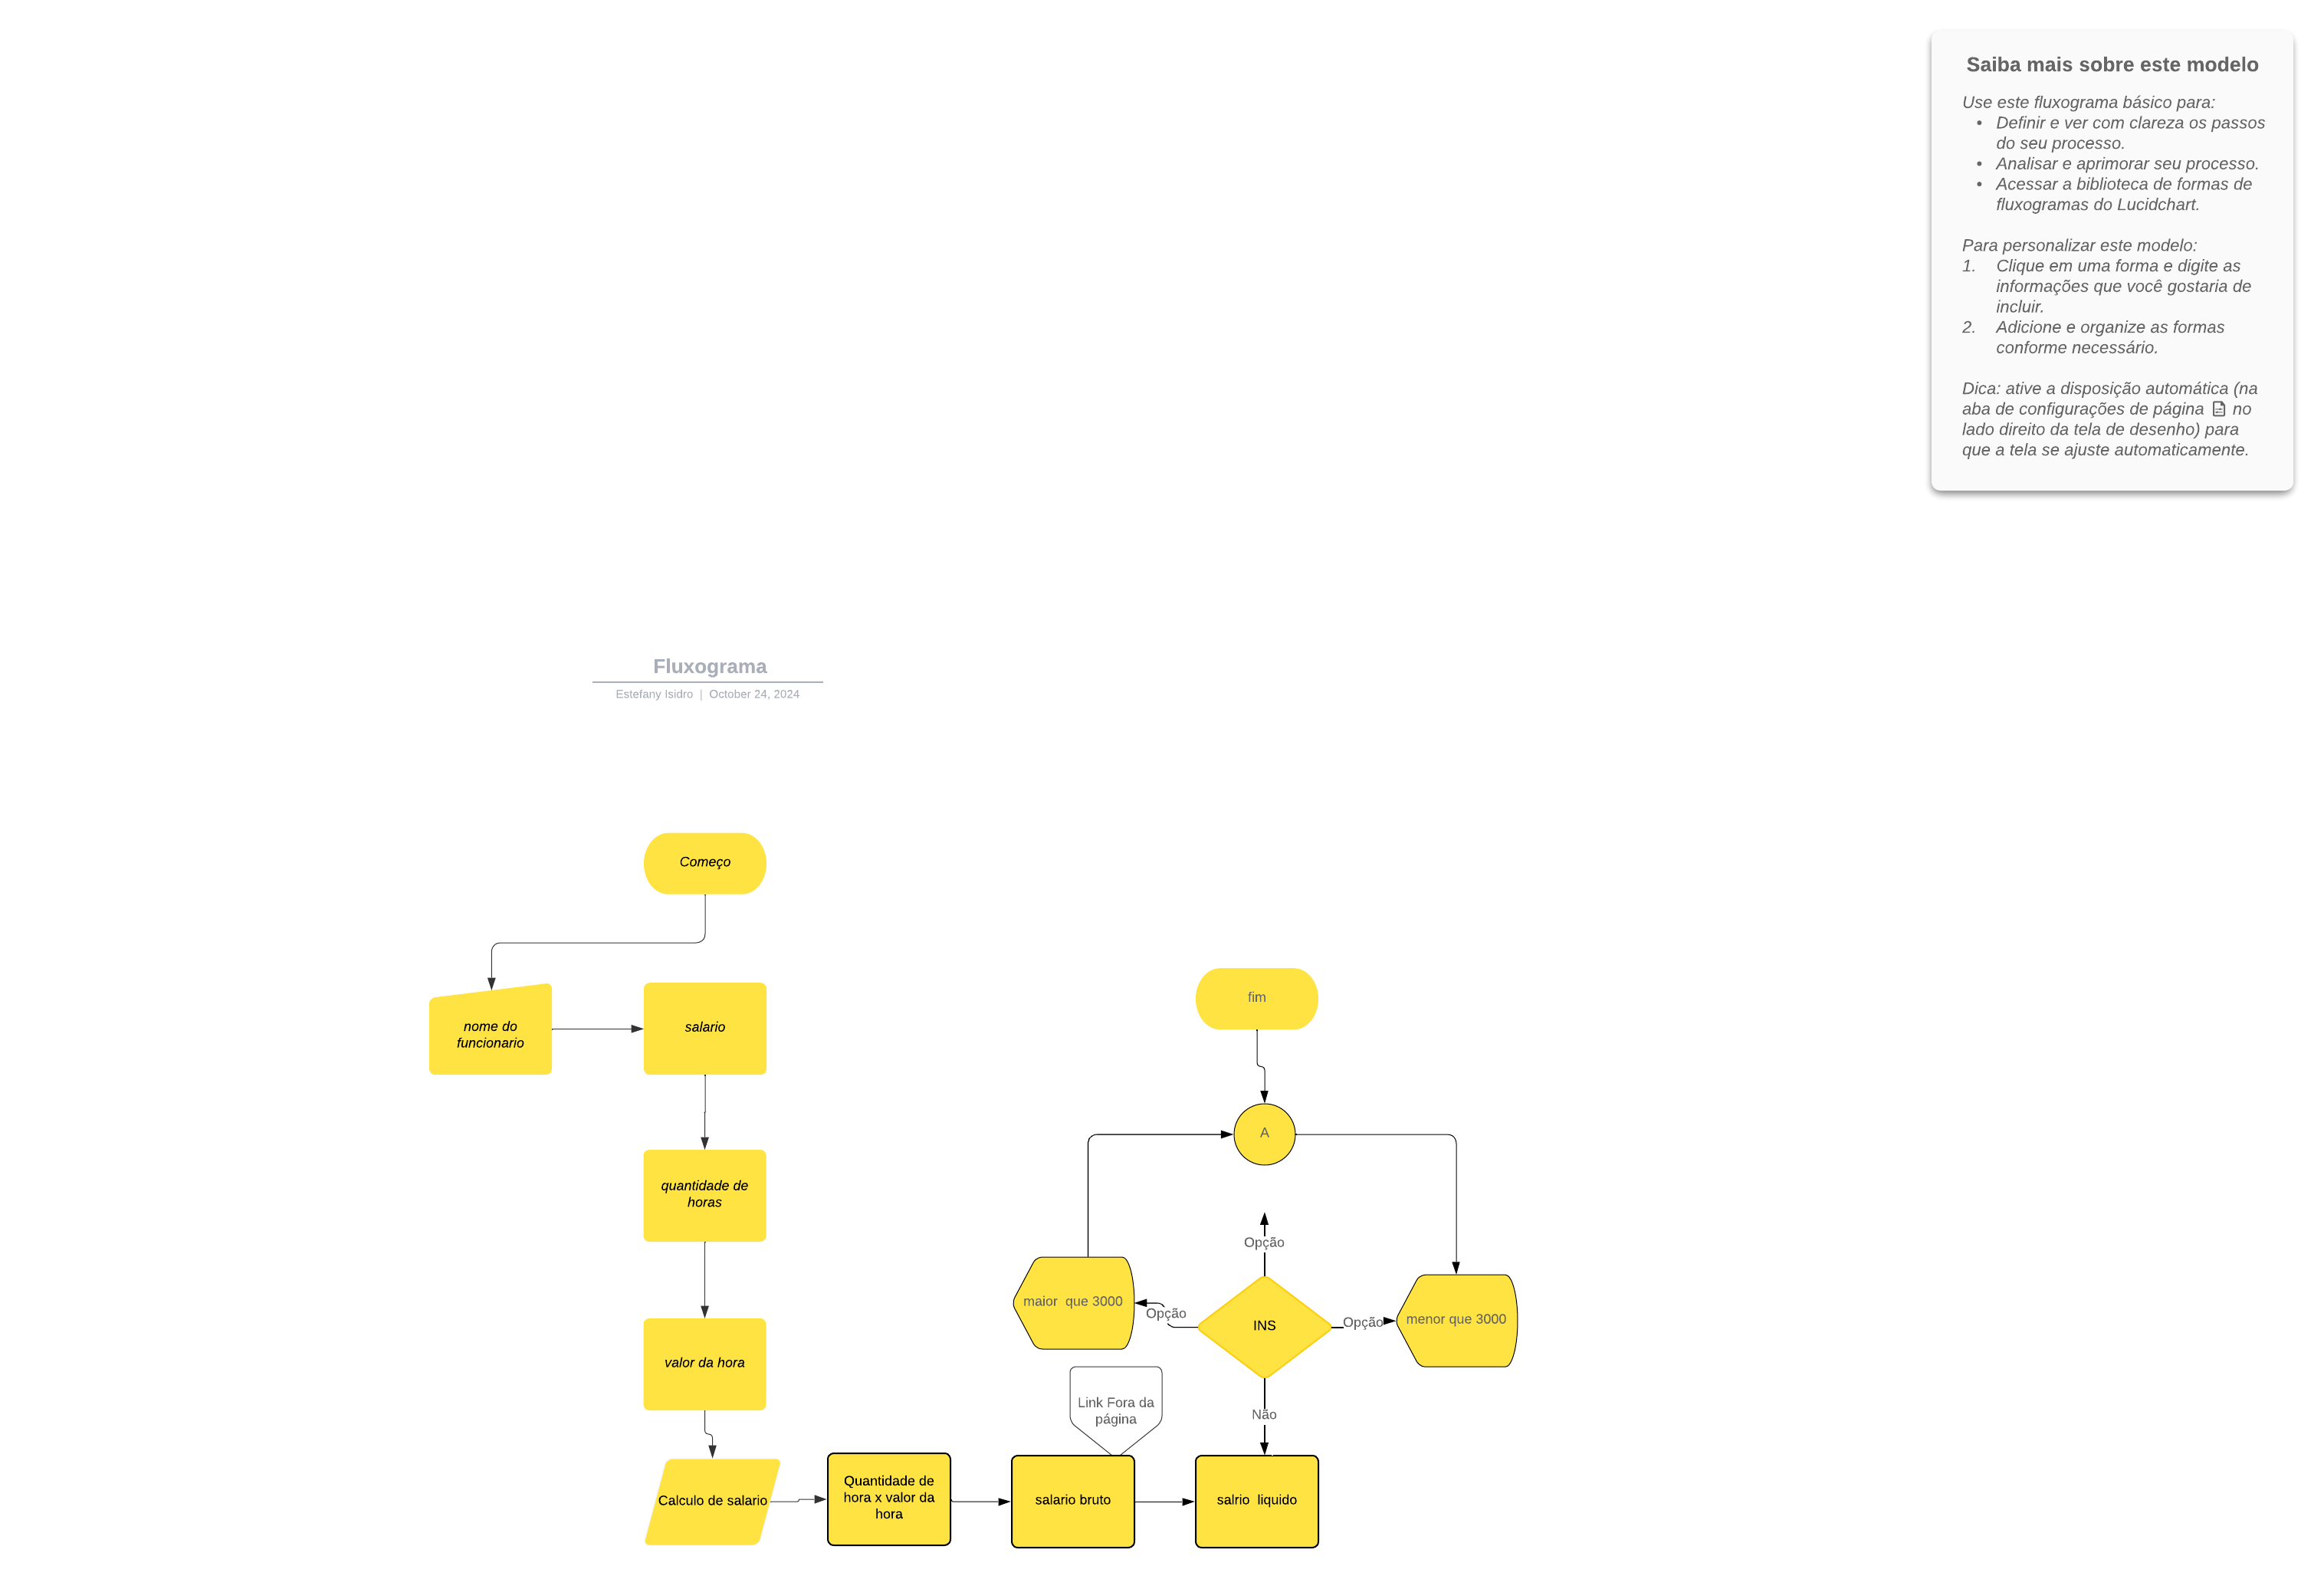 Saiba mais sobre este modelo
Use este fluxograma básico para:
• Definir e ver com clareza os passos
do seu processo.
• Analisar e aprimorar seu processo.
• Acessar a biblioteca de formas de
fluxogramas do Lucidchart.
Para personalizar este modelo:
1. Clique em uma forma e digite as
informações que você gostaria de
incluir.
2. Adicione e organize as formas
conforme necessário.
Dica: ative a disposição automática (na
aba de configurações de página no
lado direito da tela de desenho) para
que a tela se ajuste automaticamente.
Fluxograma
Estefany Isidro | October 24, 2024
Começo
nome do
funcionario
salario
quantidade de
horas
valor da hora
Calculo de salario
Quantidade de
hora x valor da
hora
salario bruto
salrio liquido
Link Fora da
página
fim
A
Opção
maior que 3000
Opção
INS
Opção
menor que 3000
Não